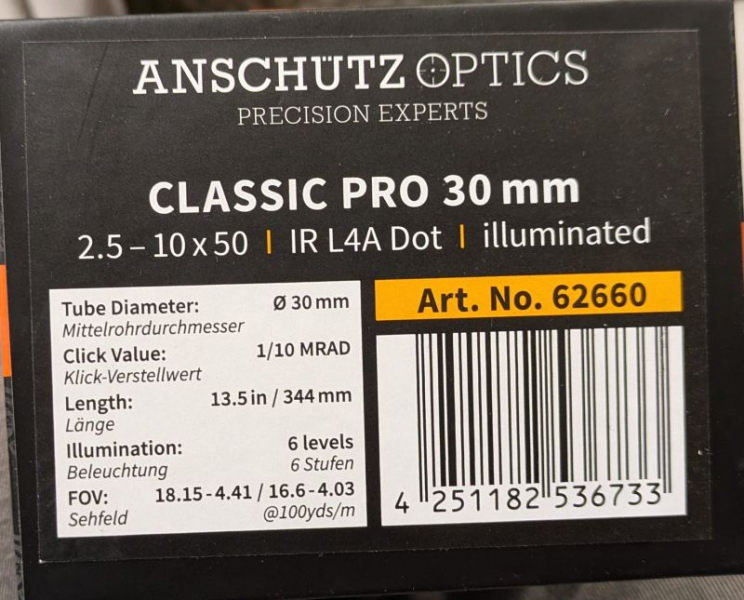 ANSCHÜTZ OPTICS
PRECISION EXPERTS
CLASSIC PRO 30 mm
2.5 – 10 x 50 | IR L4A Dot | illuminated
Tube Diameter: Ø 30 mm
Mittelrohrdurchmesser
Click Value: 1/10 MRAD
Klick-Verstellwert
Length: 13.5 in / 344 mm
Länge
Illumination: 6 levels
Beleuchtung 6 Stufen
FOV: 18.15 - 4.41 / 16.6 - 4.03
Sehfeld @100yds/m
Art. No. 62660
4 251182 536733